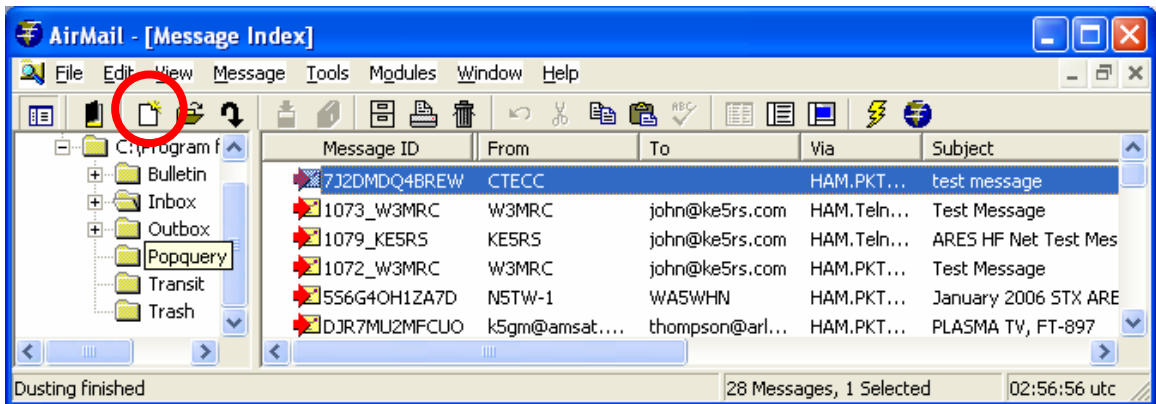 AirMail - [Message Index]
File Edit View Message Tools Modules Window Help
ABC
C:\Program f
Bulletin
Inbox
Outbox
Popquery
Transit
Trash
Message ID From To Via Subject
7J2DMDQ4BREW CTECC HAM.PKT... test message
1073_W3MRC W3MRC john@ke5rs.com HAM.Teln... Test Message
1079_KE5RS KE5RS john@ke5rs.com HAM.Teln... ARES HF Net Test Mes
1072_W3MRC W3MRC john@ke5rs.com HAM.PKT... Test Message
5S6G4OH1ZA7D N5TW-1 WA5WHN HAM.PKT... January 2006 STX ARE
DJR7MU2MFCUO k5gm@amsat.... thompson@arl... HAM.PKT... PLASMA TV, FT-897
Dusting finished 28 Messages, 1 Selected 02:56:56 utc